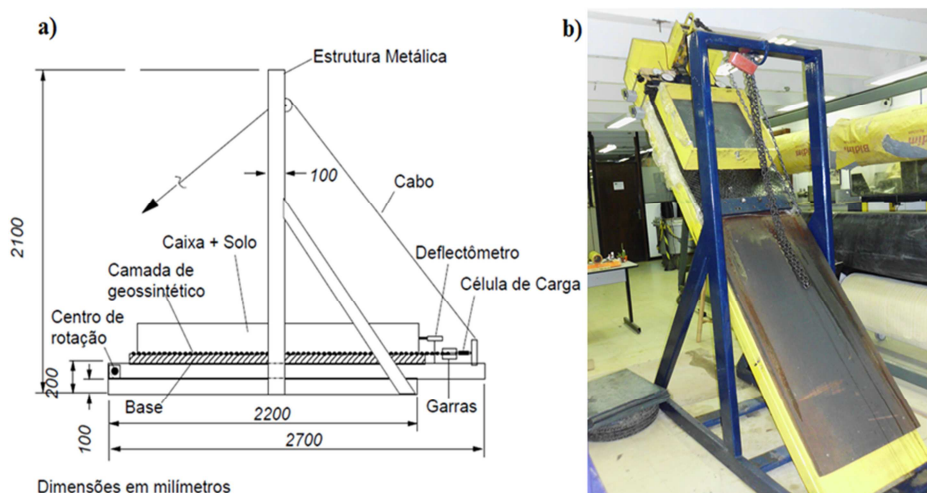 a)
Estrutura Metálica
2100
100
Cabo
Caixa + Solo
Deflectômetro
Camada de
geossintético
Célula de Carga
Centro de
rotação
200
Base
Garras
2200
100
2700
Dimensões em milímetros
b)
Bidim